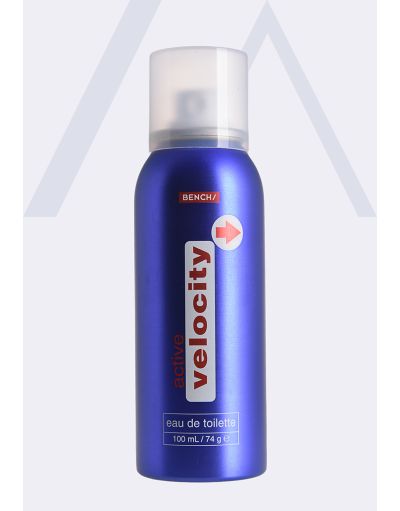 BENCH/
active
velocity
eau de toilette
100 mL / 74 g ℮